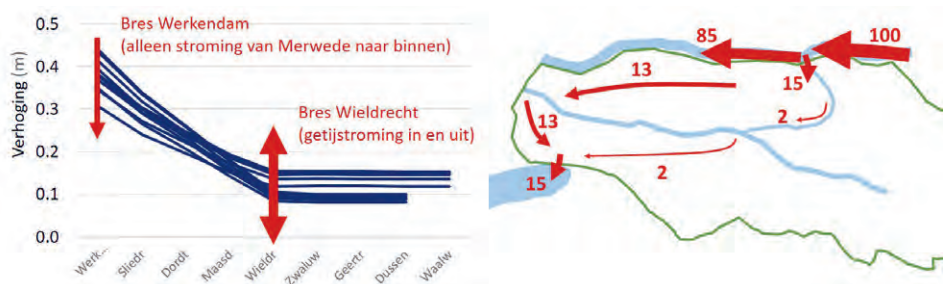 Verhoging (m)
0.5
0.4
0.3
0.2
0.1
0.0
Bres Werkendam
(alleen stroming van Merwede naar binnen)
Bres Wieldrecht
(getijstroming in en uit)
Werk..
Sliedr
Dordt
Maasd
Wieldr
Zwaluw
Geertr
Dussen
Waalw
85
100
13
15
2
13
2
15